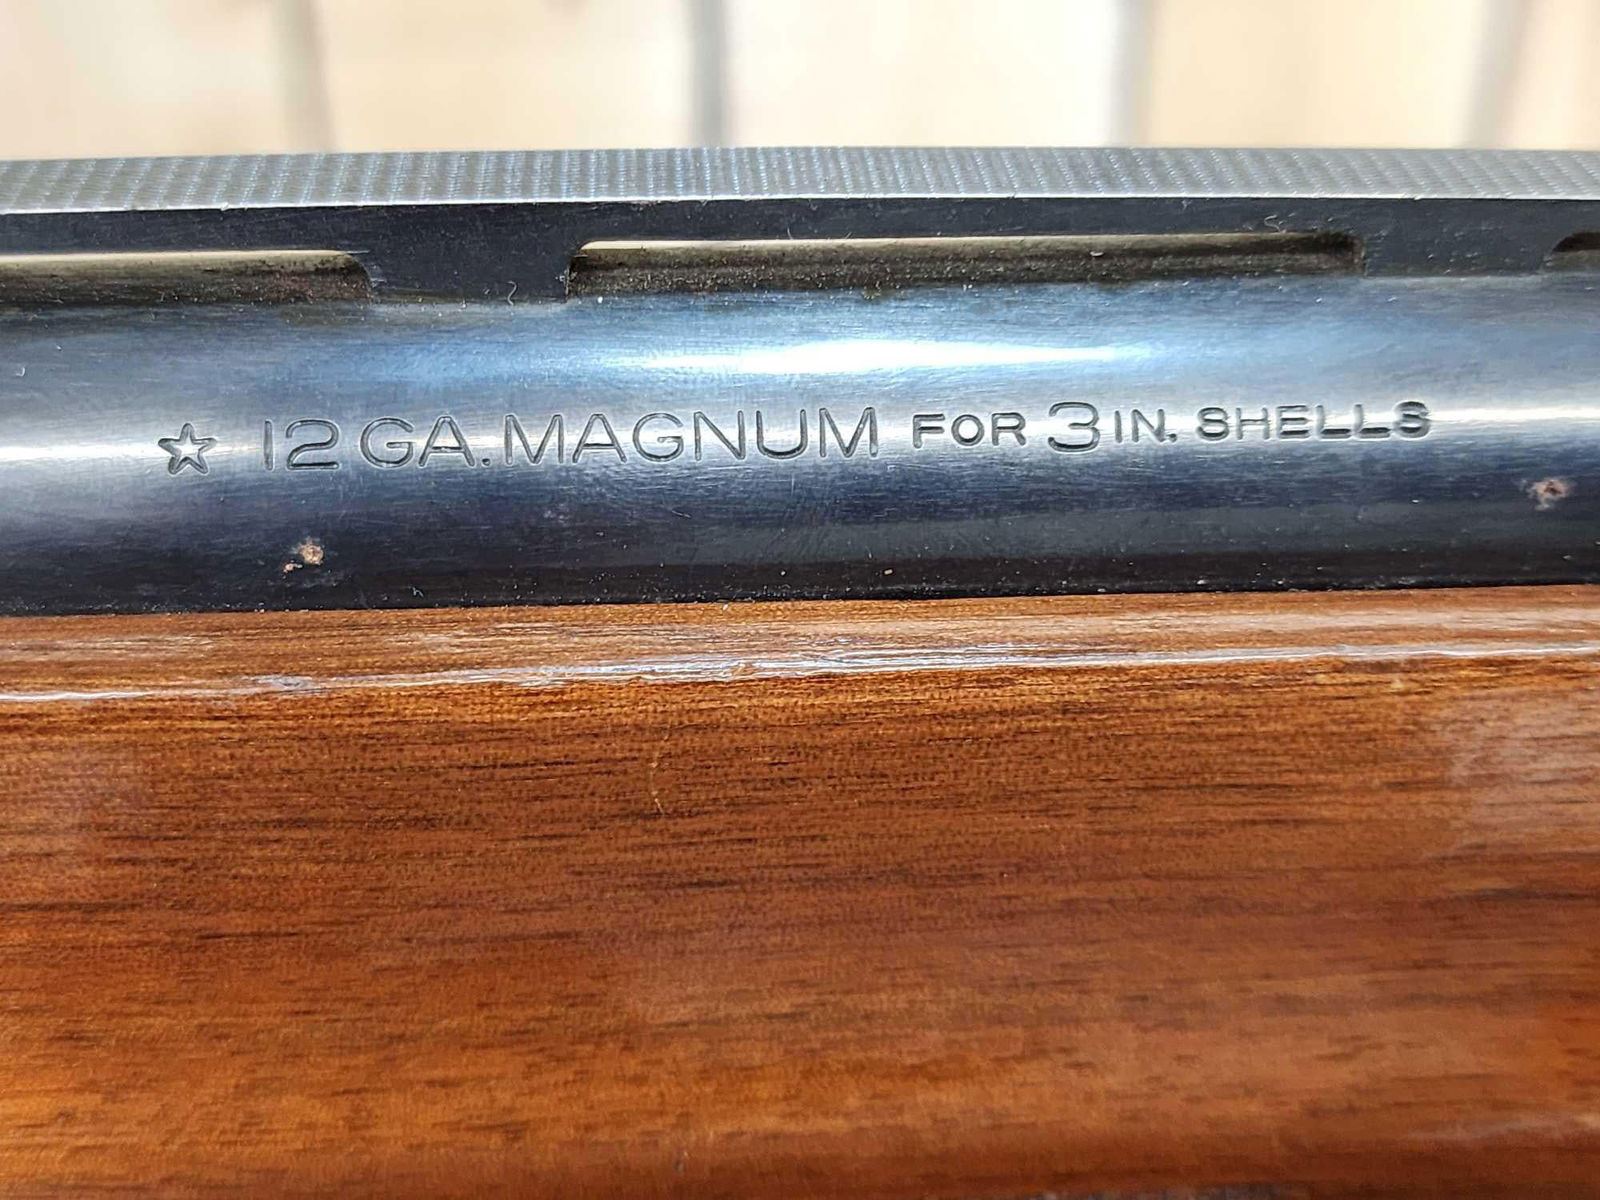 ☆ 12 GA. MAGNUM FOR 3 IN. SHELLS